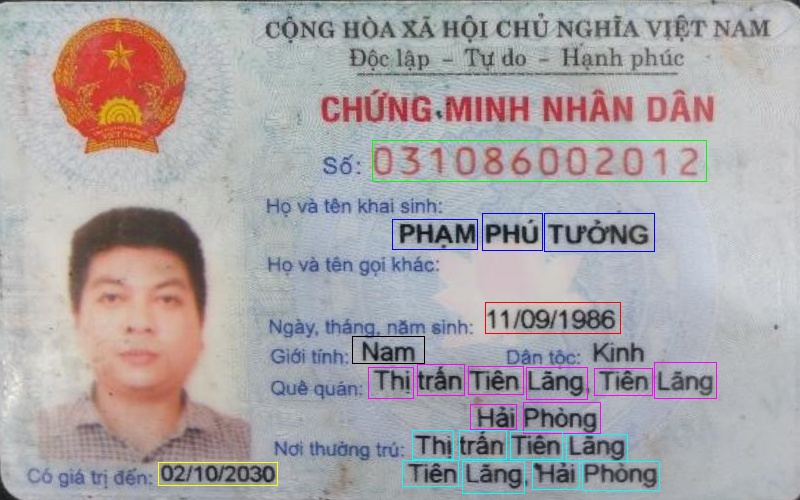 CỘNG HÒA XÃ HỘI CHỦ NGHĨA VIỆT NAM
Độc lập – Tự do – Hạnh phúc
CHỨNG MINH NHÂN DÂN
Số: 031086002012
Họ và tên khai sinh:
PHẠM PHÚ TƯỞNG
Họ và tên gọi khác:
Ngày, tháng, năm sinh: 11/09/1986
Giới tính: Nam Dân tộc: Kinh
Quê quán: Thị trấn Tiên Lãng, Tiên Lãng
Hải Phòng
Nơi thường trú: Thị trấn Tiên Lãng
Tiên Lãng, Hải Phòng
Có giá trị đến: 02/10/2030